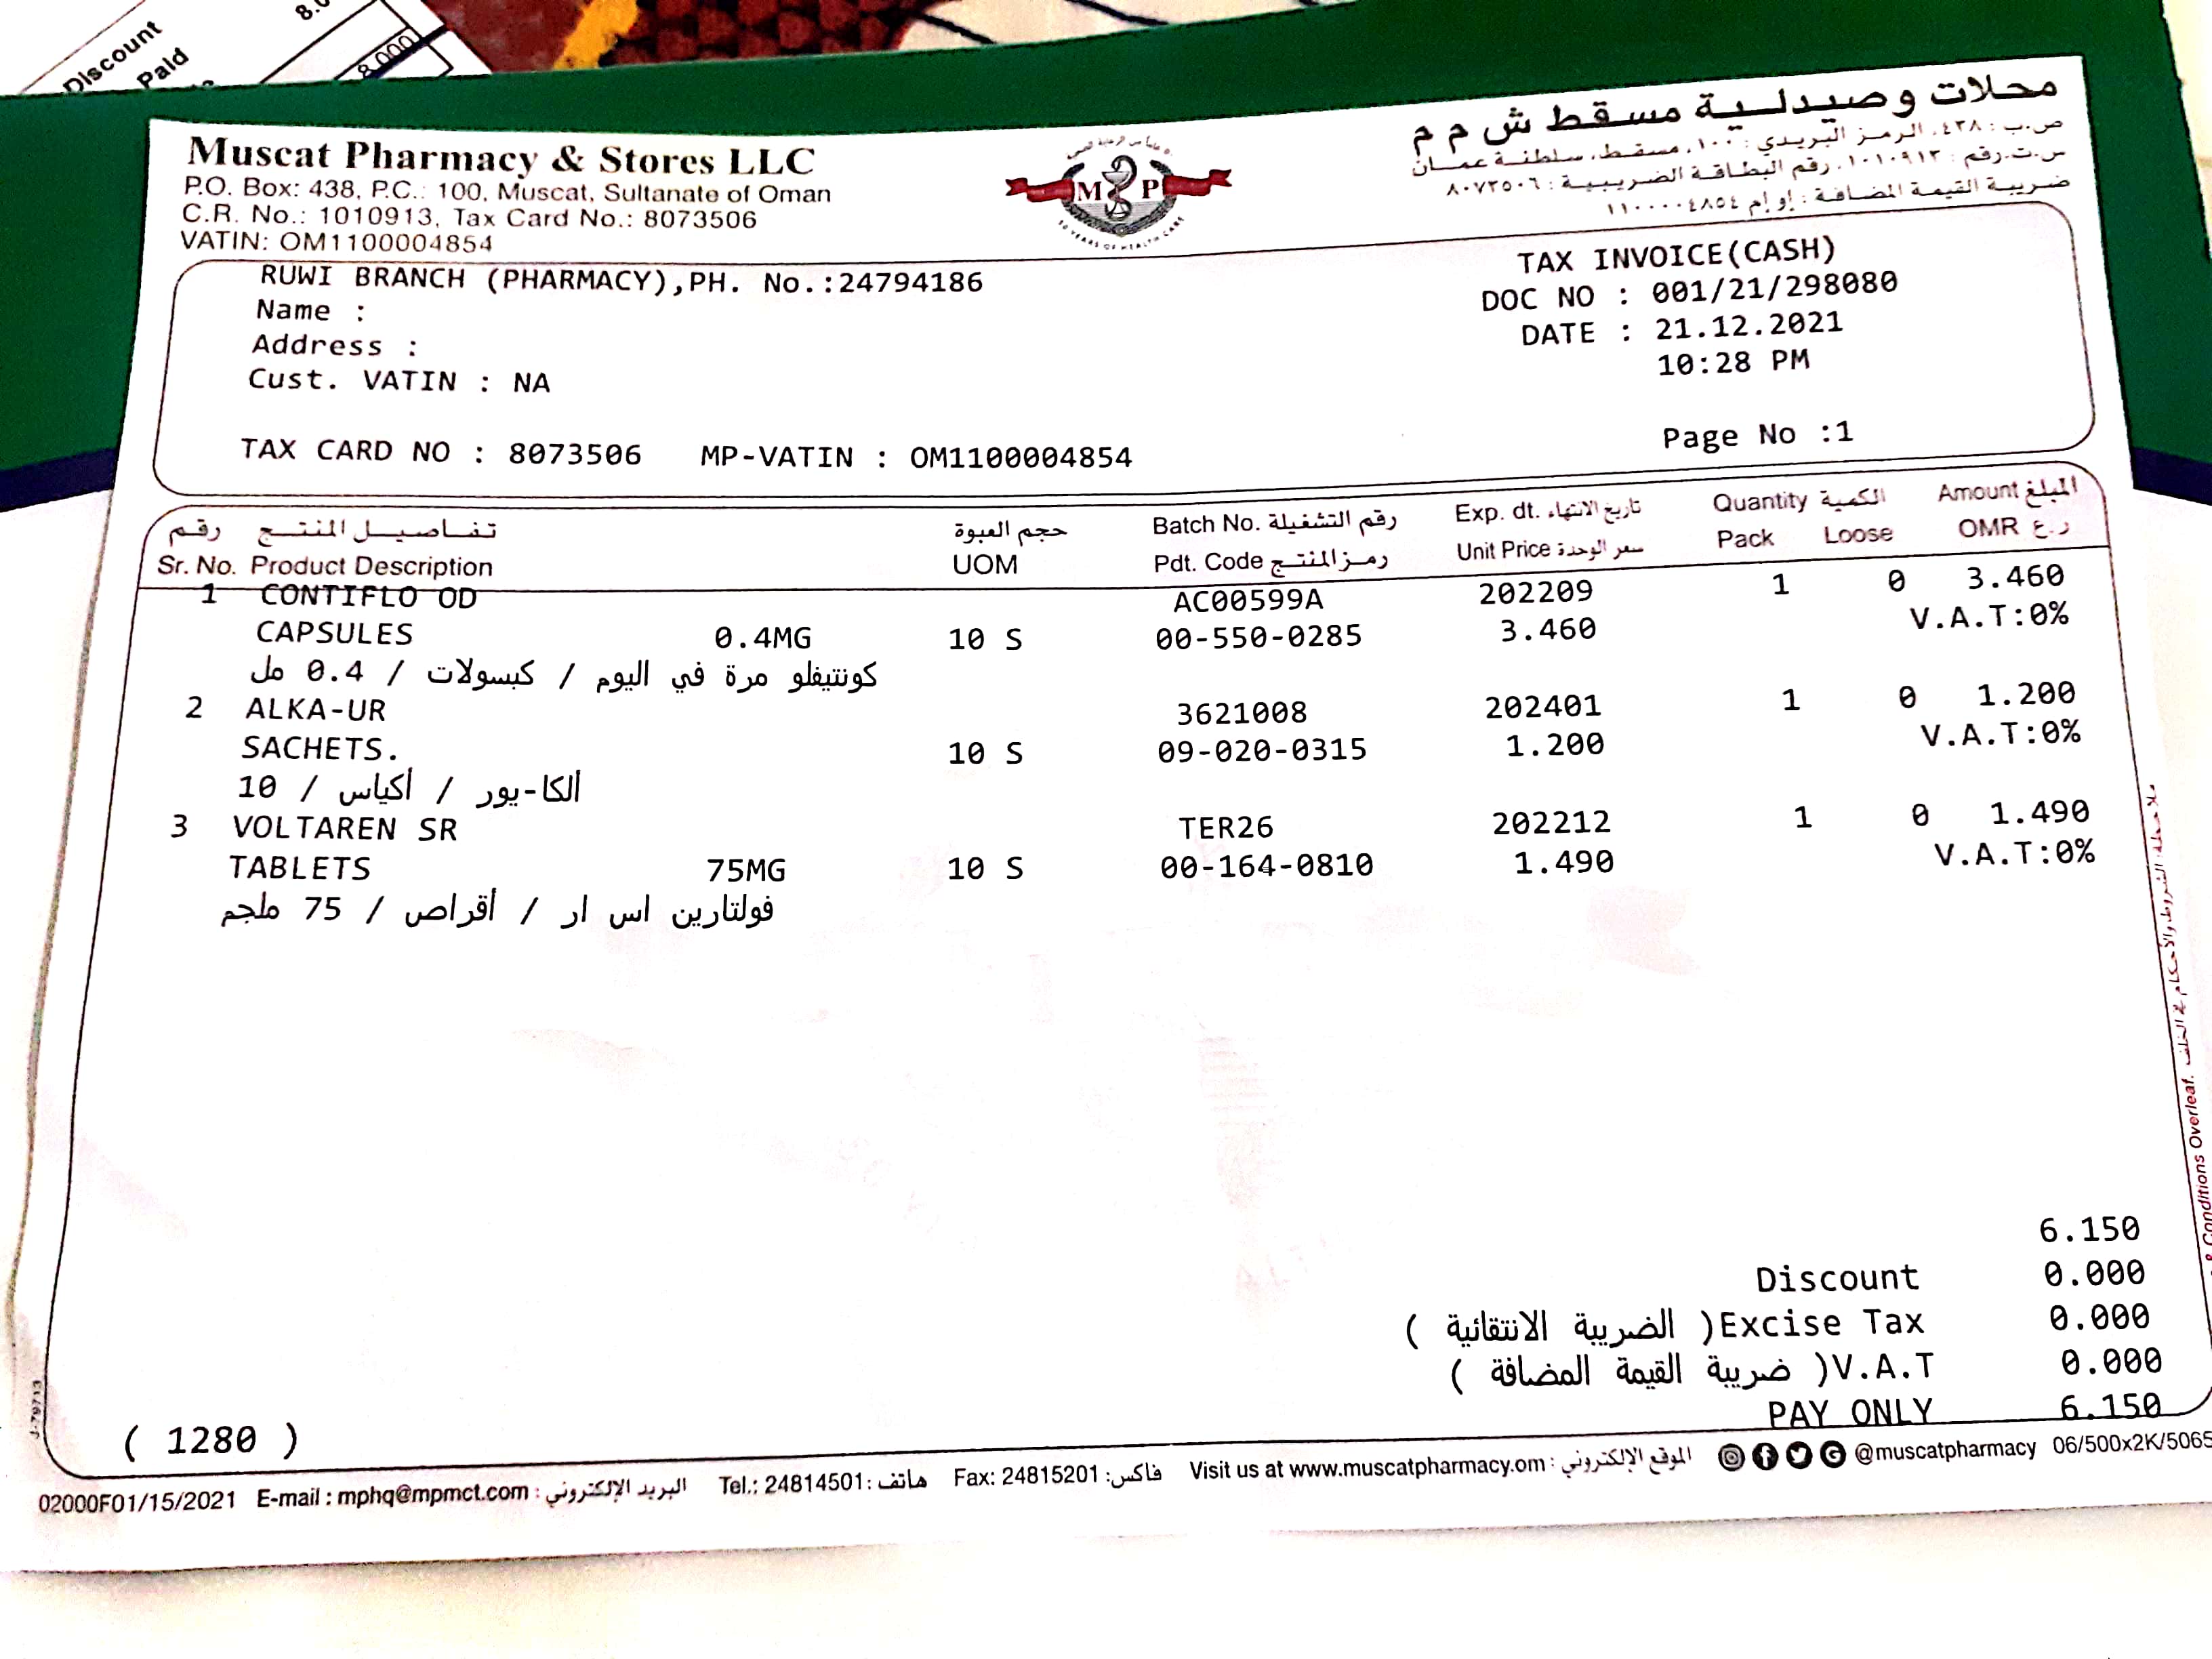 Discount
Paid
8.000
Muscat Pharmacy & Stores LLC
P.O. Box: 438, P.C.: 100, Muscat, Sultanate of Oman
C.R. No.: 1010913, Tax Card No.: 8073506
VATIN: OM1100004854
M P
محلات وصيدلية مسقط ش م م
ص.ب : ٤٣٨، الرمز البريدي : ١٠٠، مسقط، سلطنة عمان
س.ت.رقم : ١٠١٠٩١٣، رقم البطاقة الضريبية : ٨٠٧٣٥٠٦
ضريبة القيمة المضافة : إو إم ١١٠٠٠٠٤٨٥٤
RUWI BRANCH (PHARMACY),PH. No.:24794186
Name :
Address :
Cust. VATIN : NA
TAX CARD NO : 8073506 MP-VATIN : OM1100004854
TAX INVOICE(CASH)
DOC NO : 001/21/298080
DATE : 21.12.2021
10:28 PM
Page No :1
رقم تفاصيل المنتج حجم العبوة Batch No. رقم التشغيلة Exp. dt. تاريخ الانتهاء Quantity الكمية Amount المبلغ
Sr. No. Product Description UOM Pdt. Code رمز المنتج Unit Price سعر الوحدة Pack Loose OMR ر.ع
1 CONTIFLO OD AC00599A 202209 1 0 3.460
CAPSULES 0.4MG 10 S 00-550-0285 3.460 V.A.T:0%
كونتيفلو مرة في اليوم / كبسولات / 0.4 مل
2 ALKA-UR 3621008 202401 1 0 1.200
SACHETS. 10 S 09-020-0315 1.200 V.A.T:0%
ألكا-يور / أكياس / 10
3 VOLTAREN SR TER26 202212 1 0 1.490
TABLETS 75MG 10 S 00-164-0810 1.490 V.A.T:0%
فولتارين اس ار / أقراص / 75 ملجم
6.150
Discount 0.000
( الضريبة الانتقائية )Excise Tax 0.000
( ضريبة القيمة المضافة )V.A.T 0.000
PAY ONLY 6.150
( 1280 )
J-79713
& Conditions Overleaf. ملاحظة: الشروط والأحكام في الخلف
02000F01/15/2021 E-mail : mphq@mpmct.com : البريد الإلكتروني Tel.: 24814501 : هاتف Fax: 24815201 : فاكس Visit us at www.muscatpharmacy.om : الموقع الإلكتروني @muscatpharmacy 06/500x2K/5065